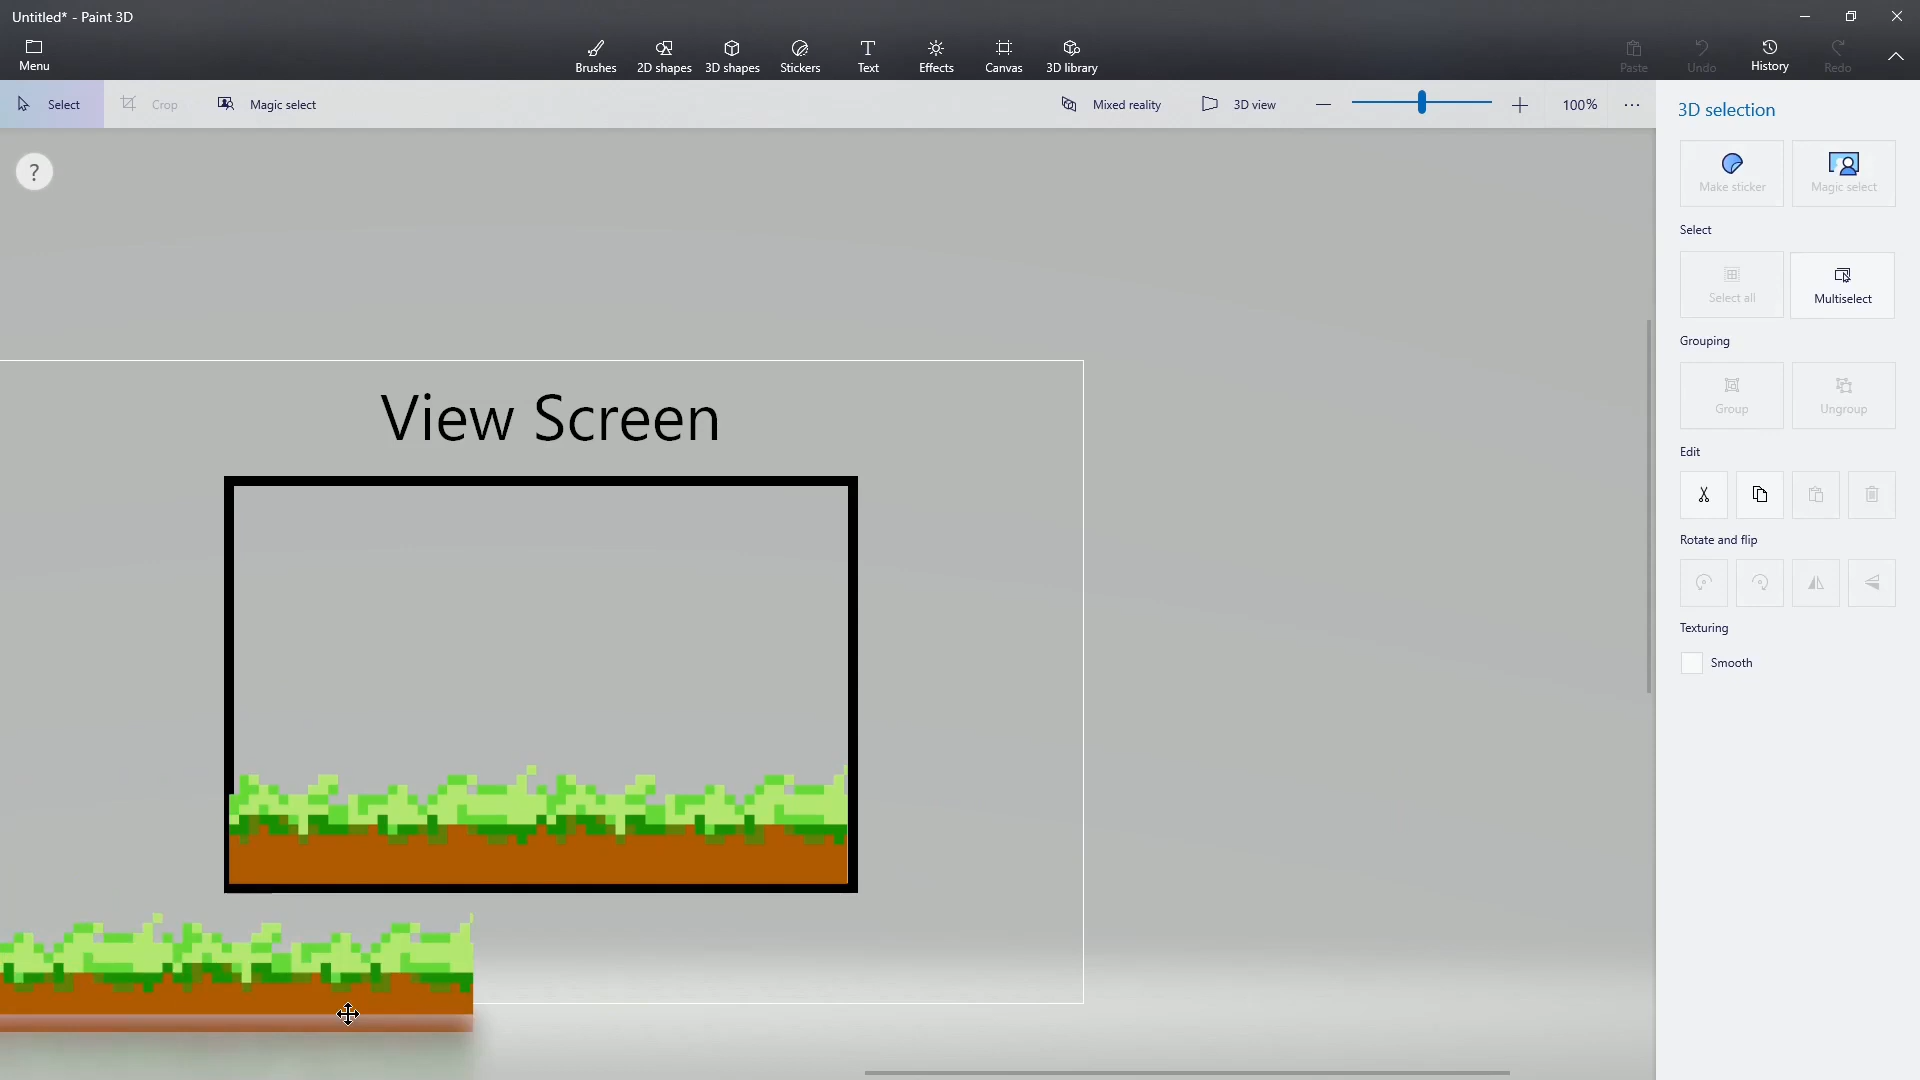 Untitled* - Paint 3D
Menu
Brushes
2D shapes
3D shapes
Stickers
Text
Effects
Canvas
3D library
Paste
Undo
History
Redo
Select
Crop
Magic select
Mixed reality
3D view
100%
3D selection
?
Make sticker
Magic select
Select
Select all
Multiselect
Grouping
Group
Ungroup
Edit
Rotate and flip
Texturing
Smooth
View Screen